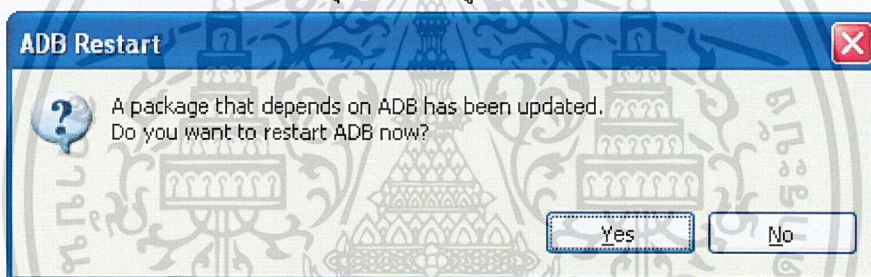 ADB Restart
A package that depends on ADB has been updated.
Do you want to restart ADB now?
Yes
No